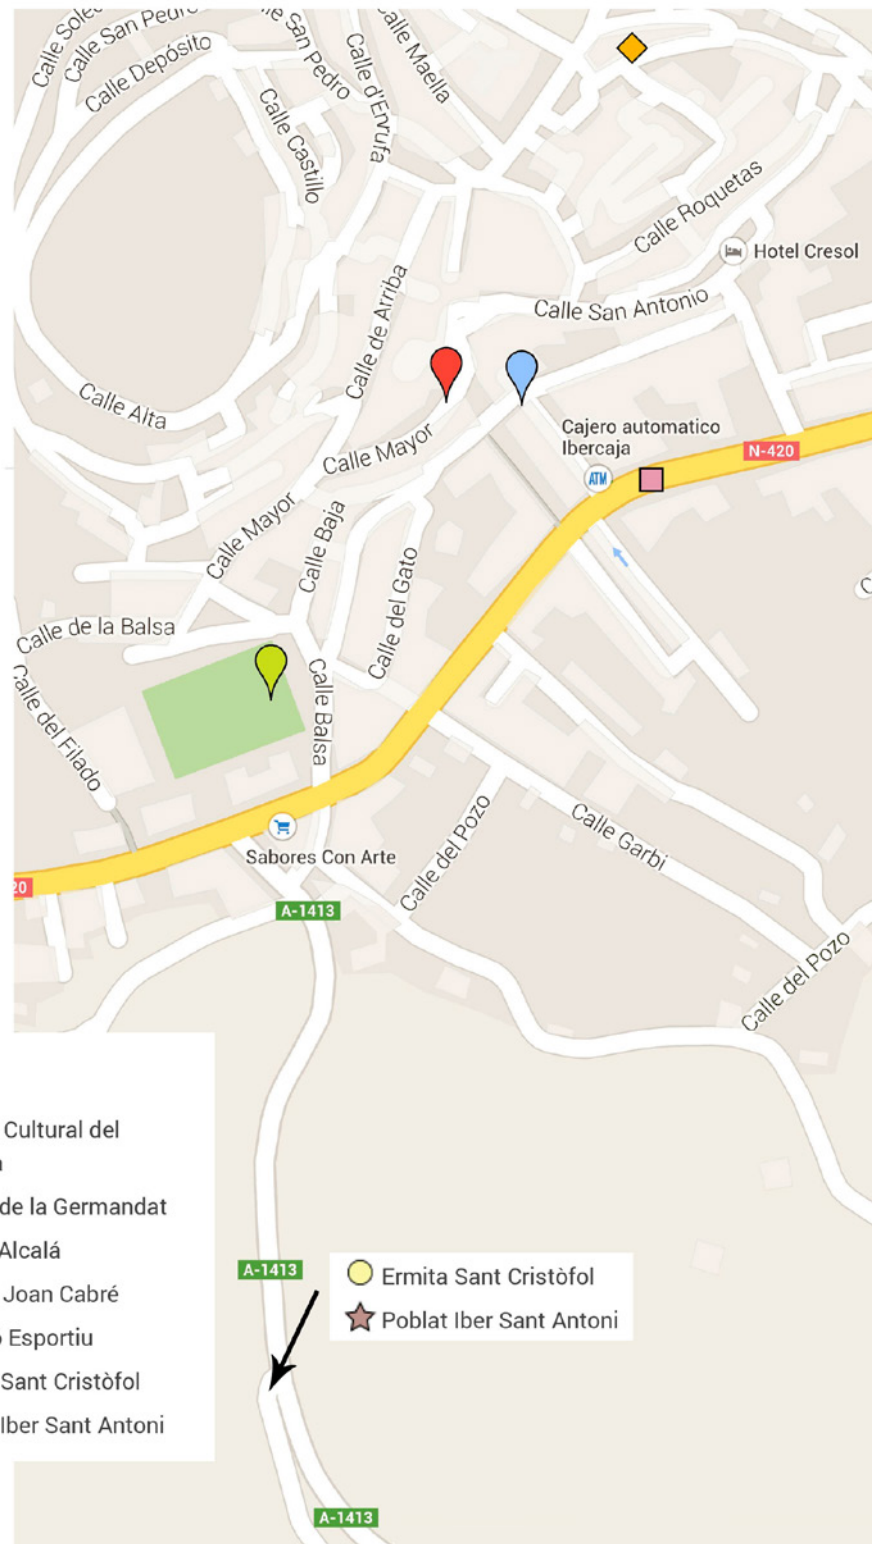 Calle San Pedro
Calle Depósito
San Pedro
Calle d'Enrufa
Calle Maella
Calle Castillo
Calle Roquetas
Hotel Cresol
Calle San Antonio
Calle de Arriba
Calle Alta
Calle Mayor
Cajero automatico
Ibercaja
ATM
N-420
Calle Mayor
Calle Baja
Calle del Gato
Calle de la Balsa
Calle Balsa
Calle del Filado
Sabores Con Arte
Calle del Pozo
Calle Garbi
20
A-1413
Calle del Pozo
Cultural del
de la Germandat
Alcalá
Joan Cabré
Esportiu
Sant Cristòfol
Iber Sant Antoni
A-1413
Ermita Sant Cristòfol
Poblat Iber Sant Antoni
A-1413